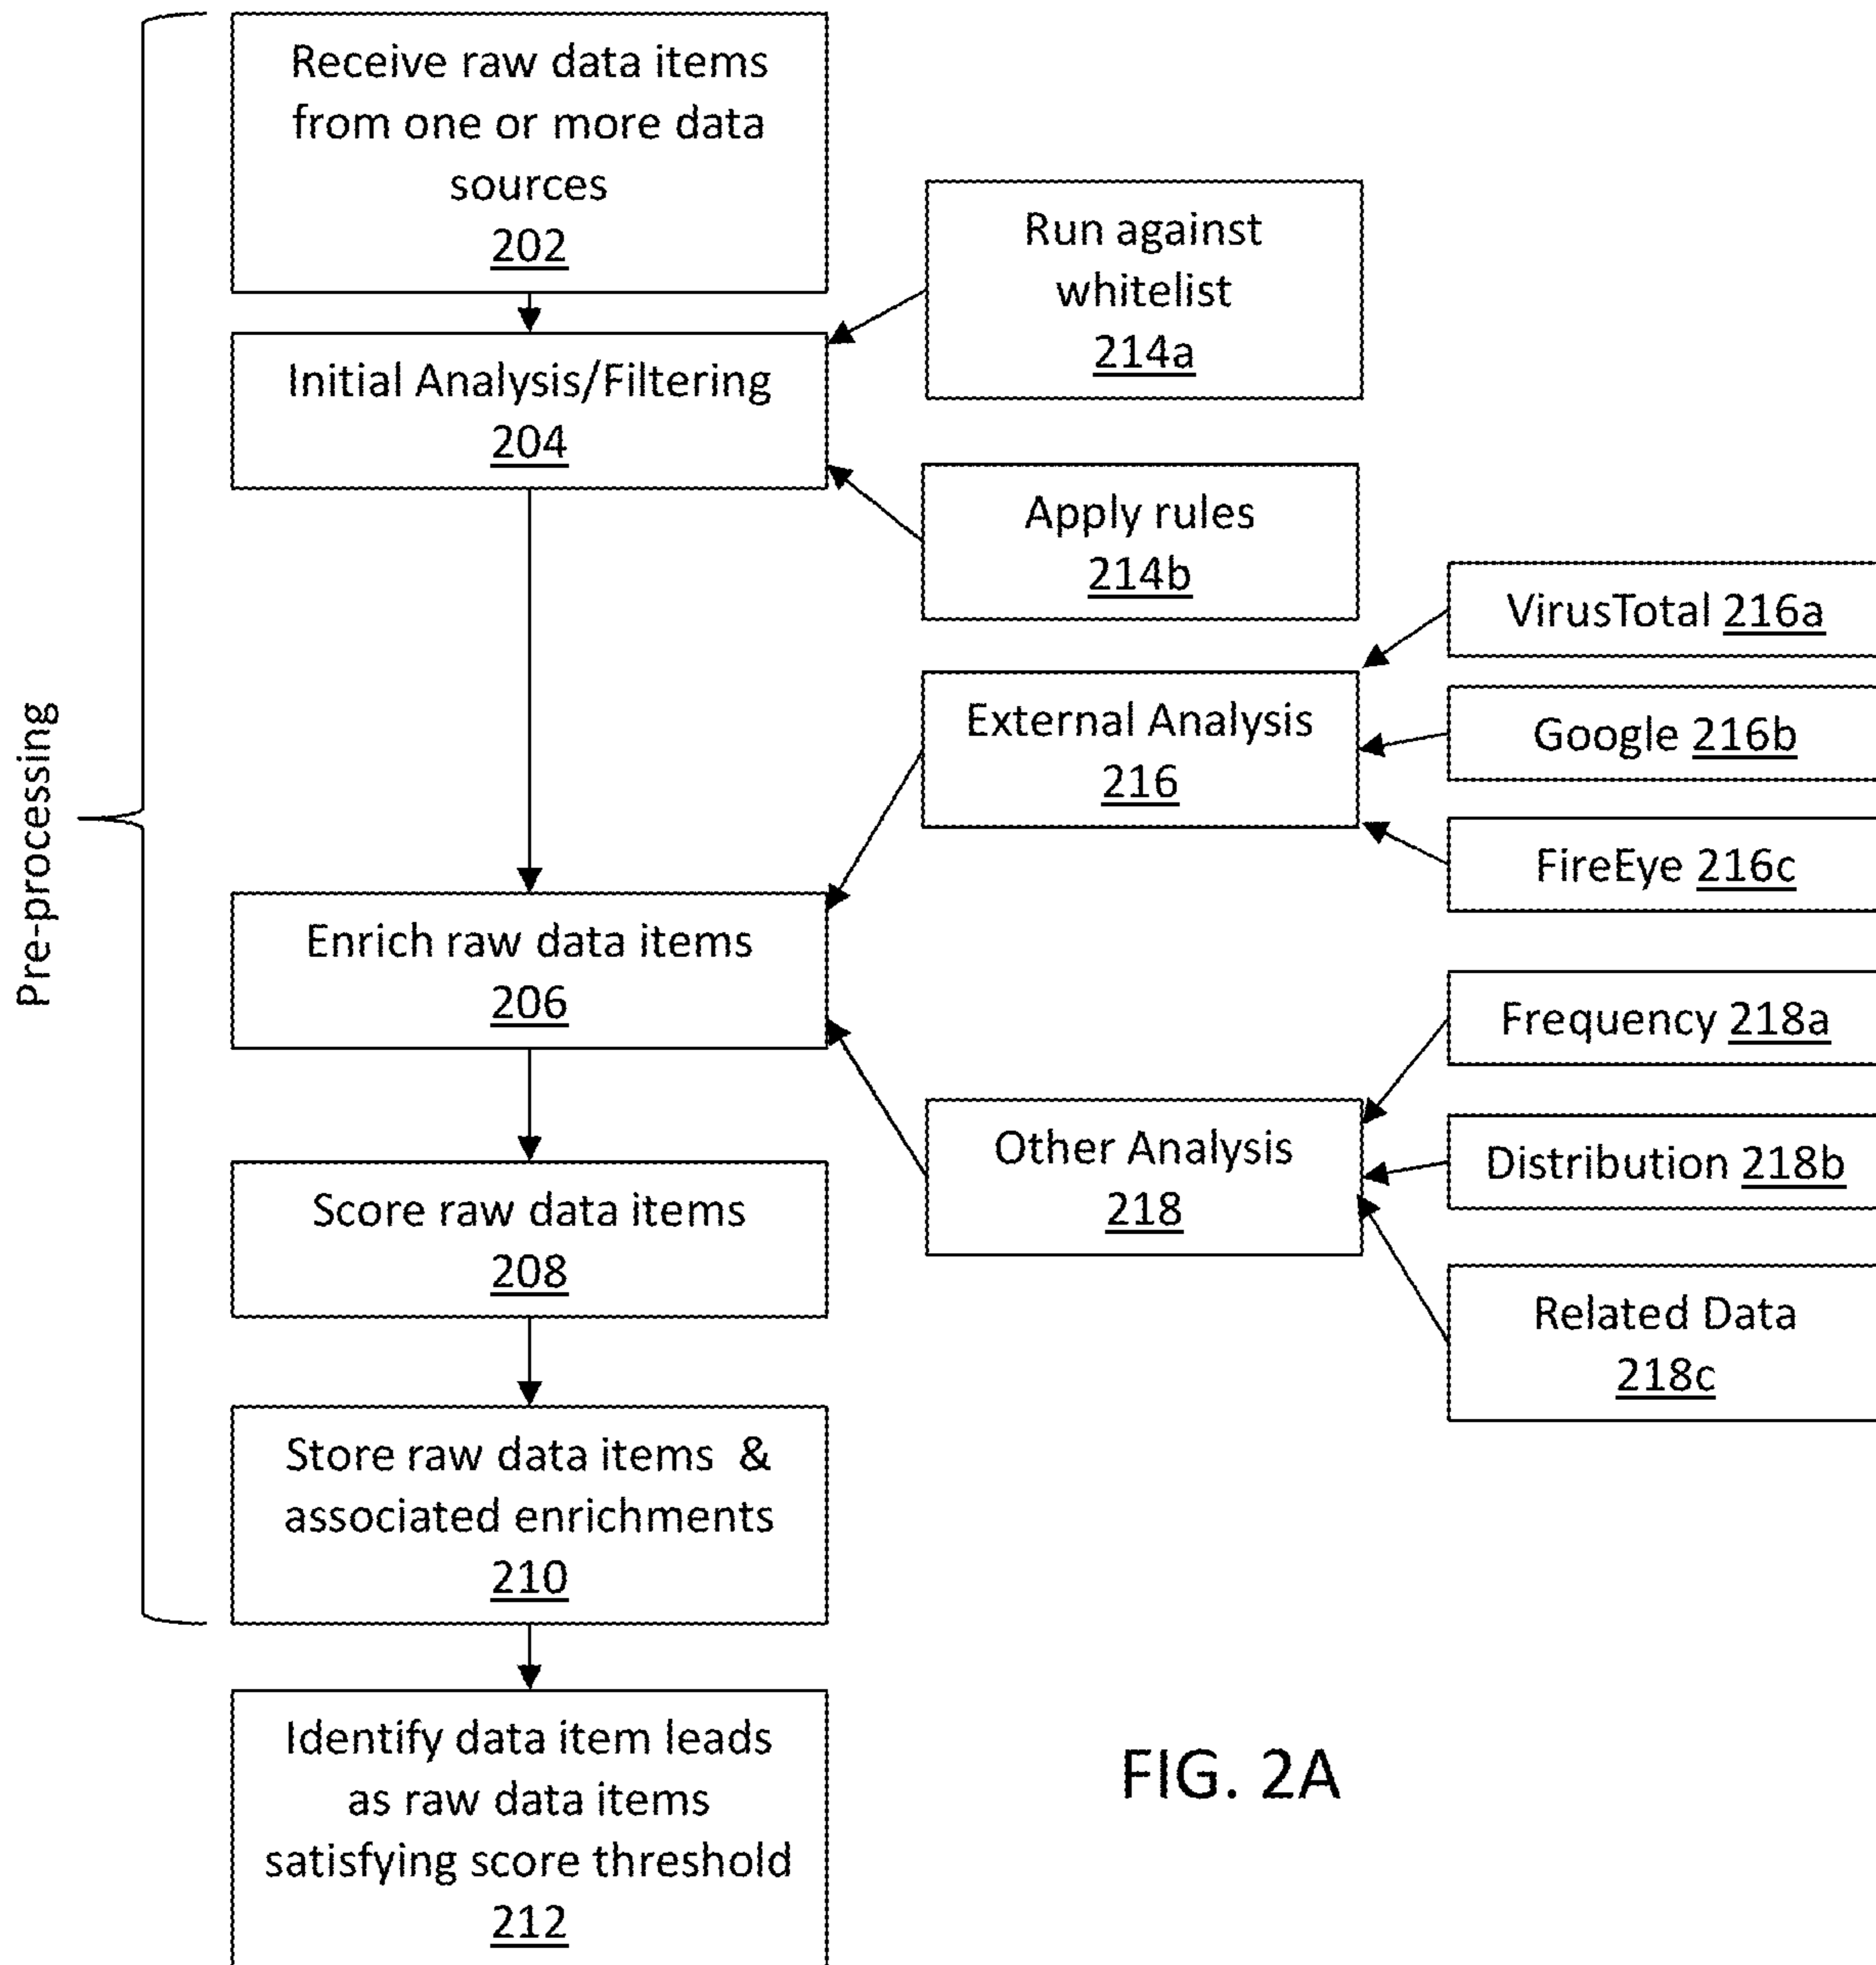 Pre-processing
Receive raw data items
from one or more data
sources
202
Run against
whitelist
214a
Initial Analysis/Filtering
204
Apply rules
214b
VirusTotal 216a
External Analysis
216
Google 216b
FireEye 216c
Enrich raw data items
206
Frequency 218a
Other Analysis
218
Distribution 218b
Related Data
218c
Score raw data items
208
Store raw data items &
associated enrichments
210
Identify data item leads
as raw data items
satisfying score threshold
212
FIG. 2A